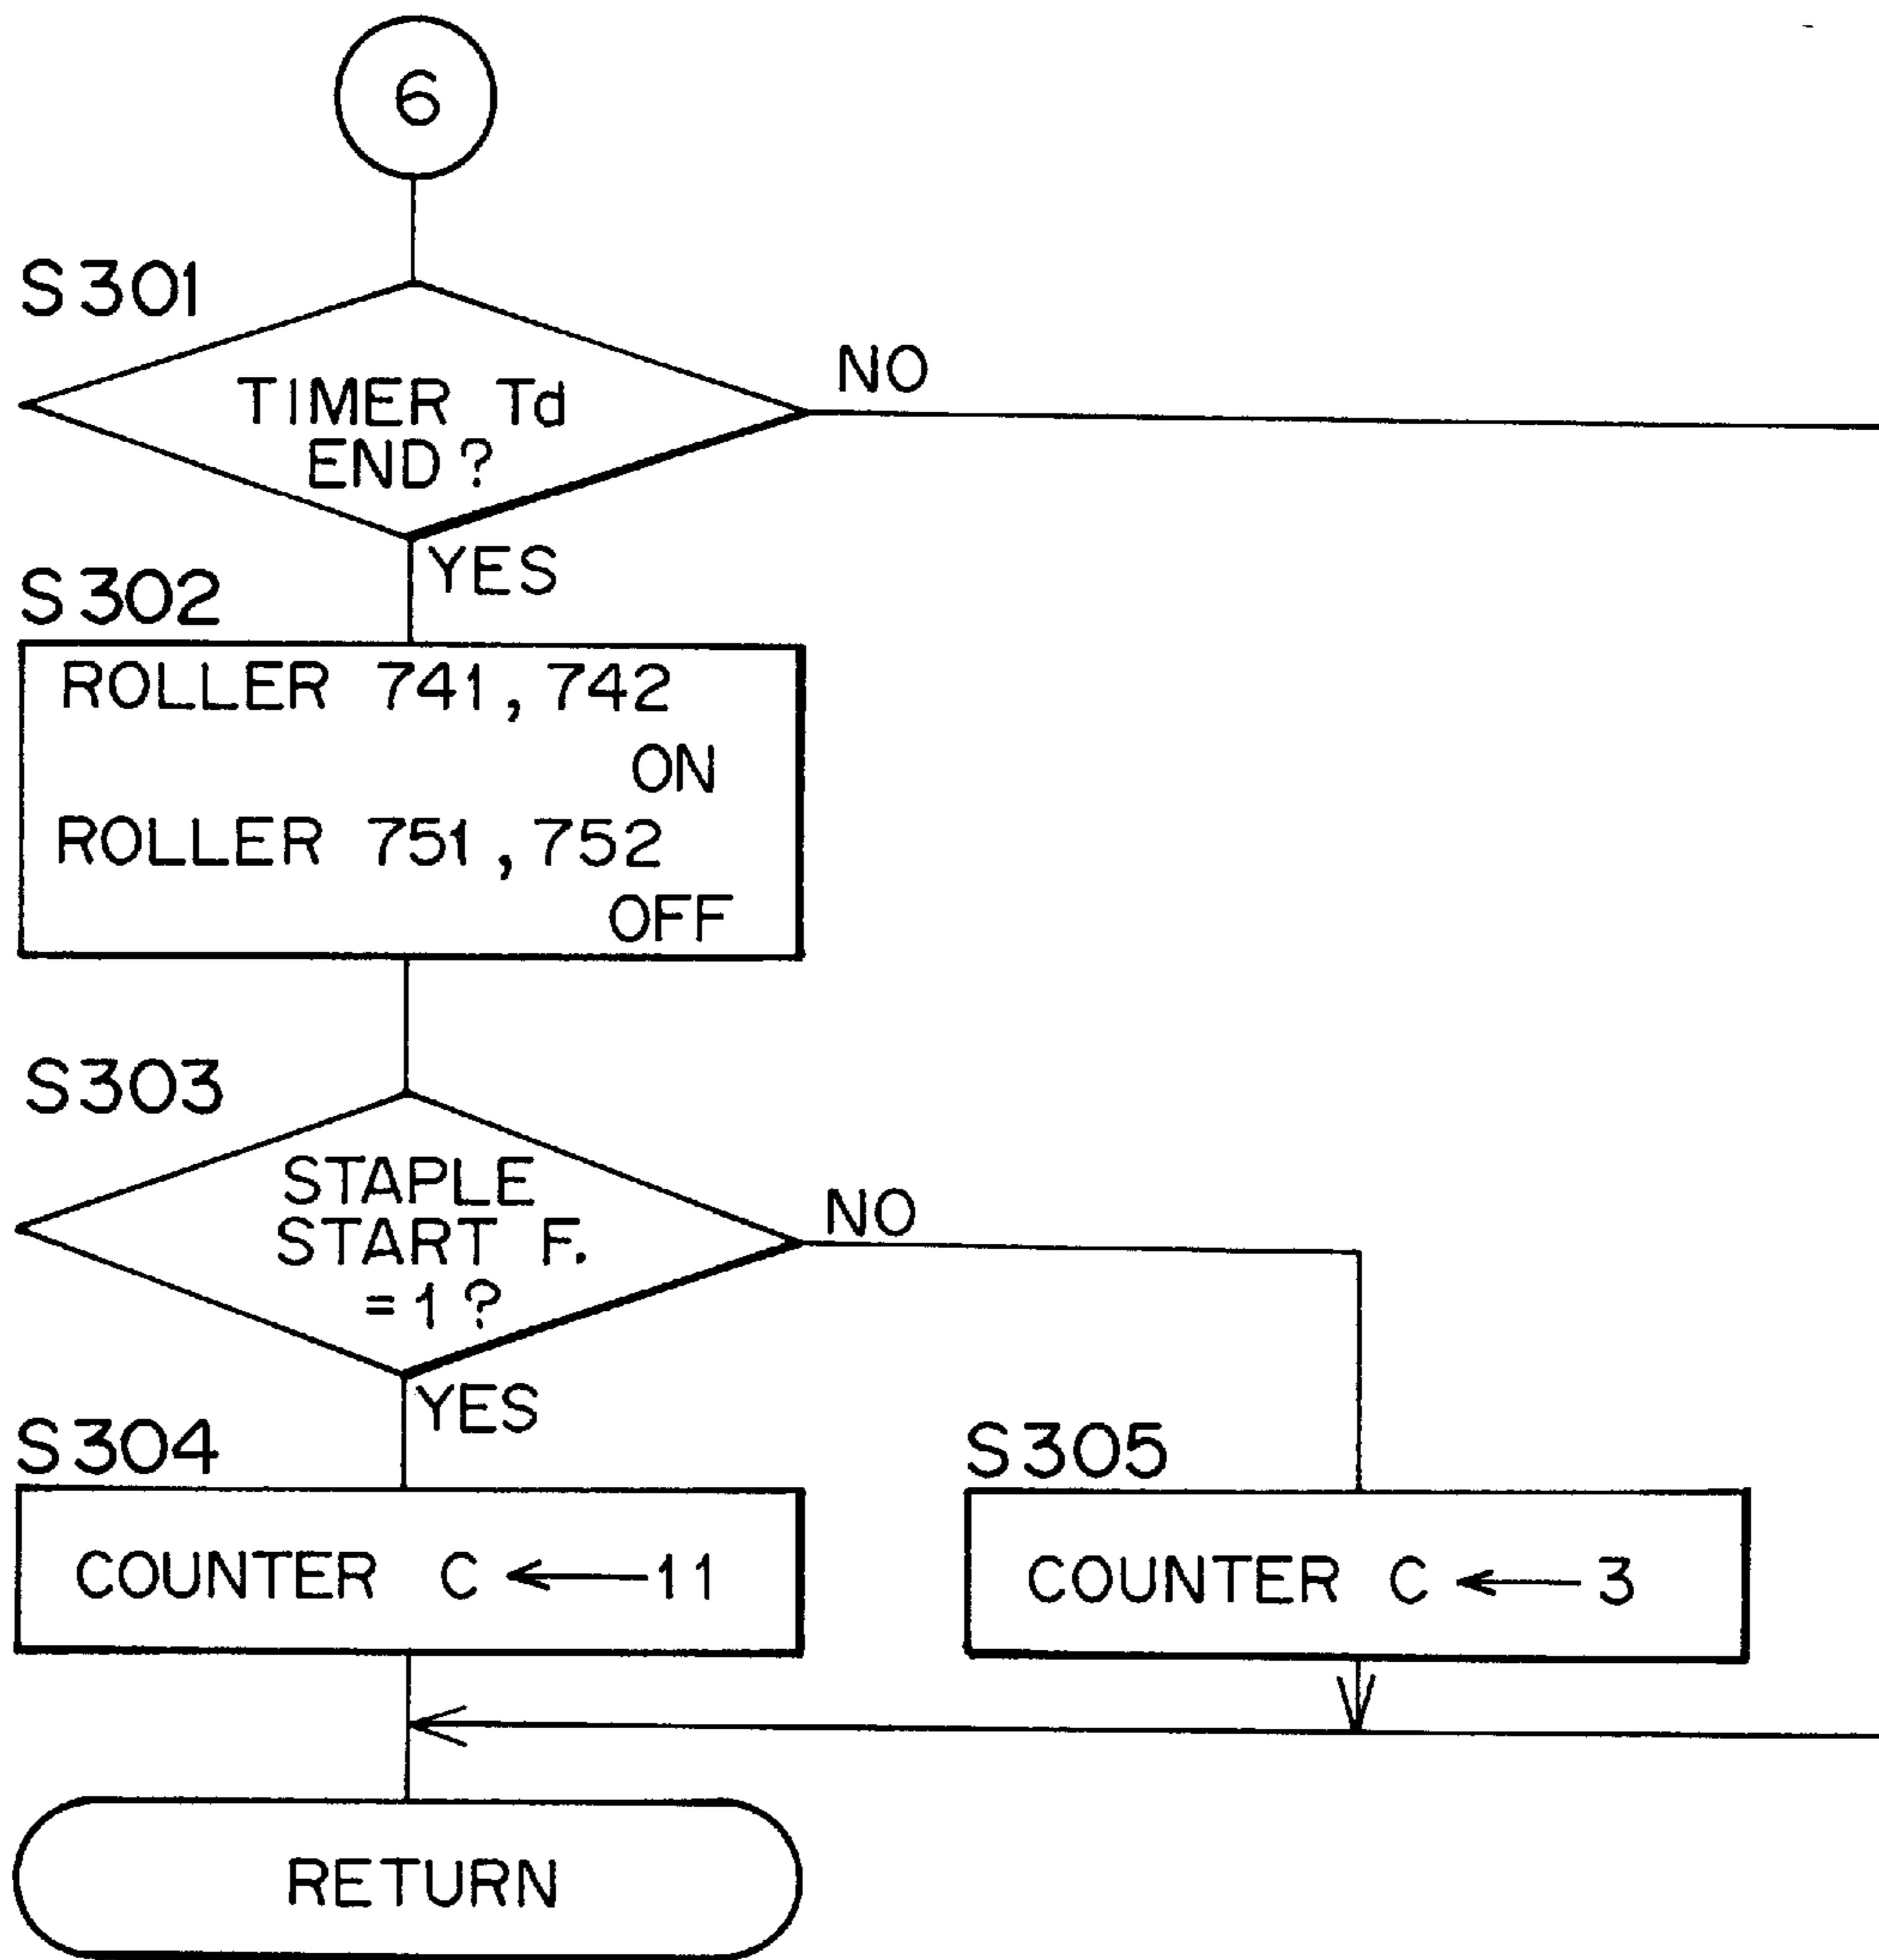 6
S301
TIMER Td
END?
NO
YES
S302
ROLLER 741,742
ON
ROLLER 751,752
OFF
S303
STAPLE
START F.
=1?
NO
YES
S304
COUNTER C ← 11
S305
COUNTER C ← 3
RETURN